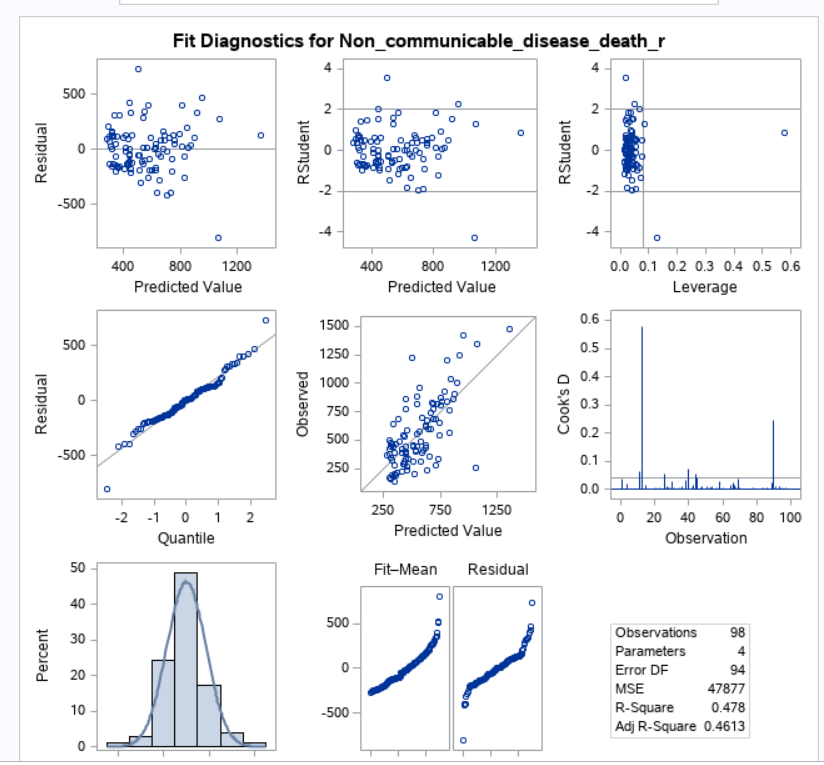 Fit Diagnostics for Non_communicable_disease_death_r
Residual
500
0
-500
400 800 1200
Predicted Value
RStudent
4
2
0
-2
-4
400 800 1200
Predicted Value
RStudent
4
2
0
-2
-4
0.0 0.1 0.2 0.3 0.4 0.5 0.6
Leverage
Residual
500
0
-500
-2 -1 0 1 2
Quantile
Observed
1500
1250
1000
750
500
250
250 750 1250
Predicted Value
Cook's D
0.6
0.5
0.4
0.3
0.2
0.1
0.0
0 20 40 60 80 100
Observation
Percent
50
40
30
20
10
0
Fit–Mean Residual
500
0
-500
Observations 98
Parameters 4
Error DF 94
MSE 47877
R-Square 0.478
Adj R-Square 0.4613